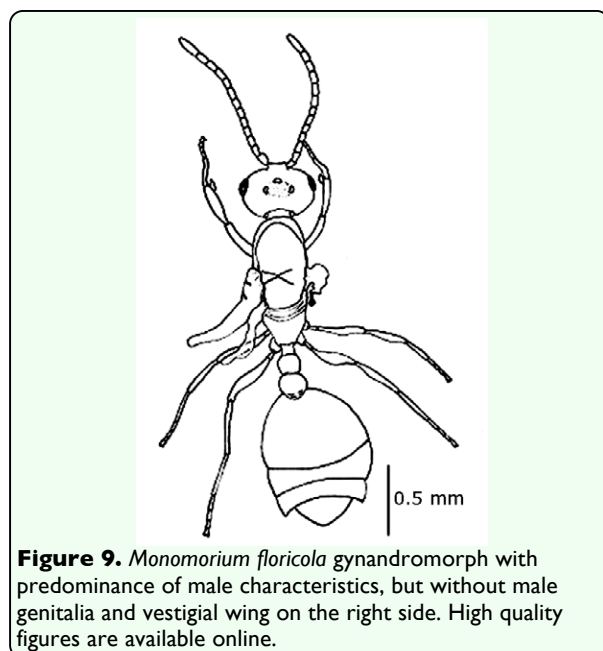 0.5 mm
Figure 9. Monomorium floricola gynandromorph with
predominance of male characteristics, but without male
genitalia and vestigial wing on the right side. High quality
figures are available online.